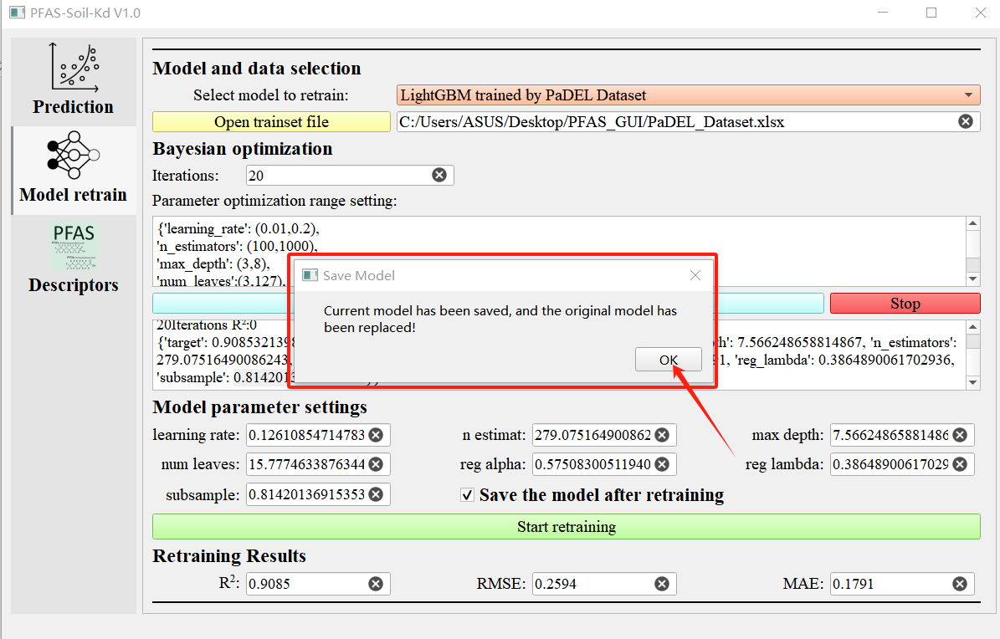 PFAS-Soil-Kd V1.0
Prediction
Model retrain
PFAS
Descriptors
Model and data selection
Select model to retrain: LightGBM trained by PaDEL Dataset
Open trainset file C:/Users/ASUS/Desktop/PFAS_GUI/PaDEL_Dataset.xlsx
Bayesian optimization
Iterations: 20
Parameter optimization range setting:
{'learning_rate': (0.01,0.2),
'n_estimators': (100,1000),
'max_depth': (3,8),
'num_leaves':(3,127),
Save Model
Current model has been saved, and the original model has
been replaced!
OK
Stop
20Iterations R²:0
{'target': 0.9085321398 7.566248658814867, 'n_estimators':
279.07516490086243, 'reg_lambda': 0.3864890061702936,
'subsample': 0.814201
Model parameter settings
learning rate: 0.12610854714783 n estimat: 279.075164900862 max depth: 7.56624865881486
num leaves: 15.7774633876344 reg alpha: 0.57508300511940 reg lambda: 0.38648900617029
subsample: 0.81420136915353 Save the model after retraining
Start retraining
Retraining Results
R²: 0.9085 RMSE: 0.2594 MAE: 0.1791